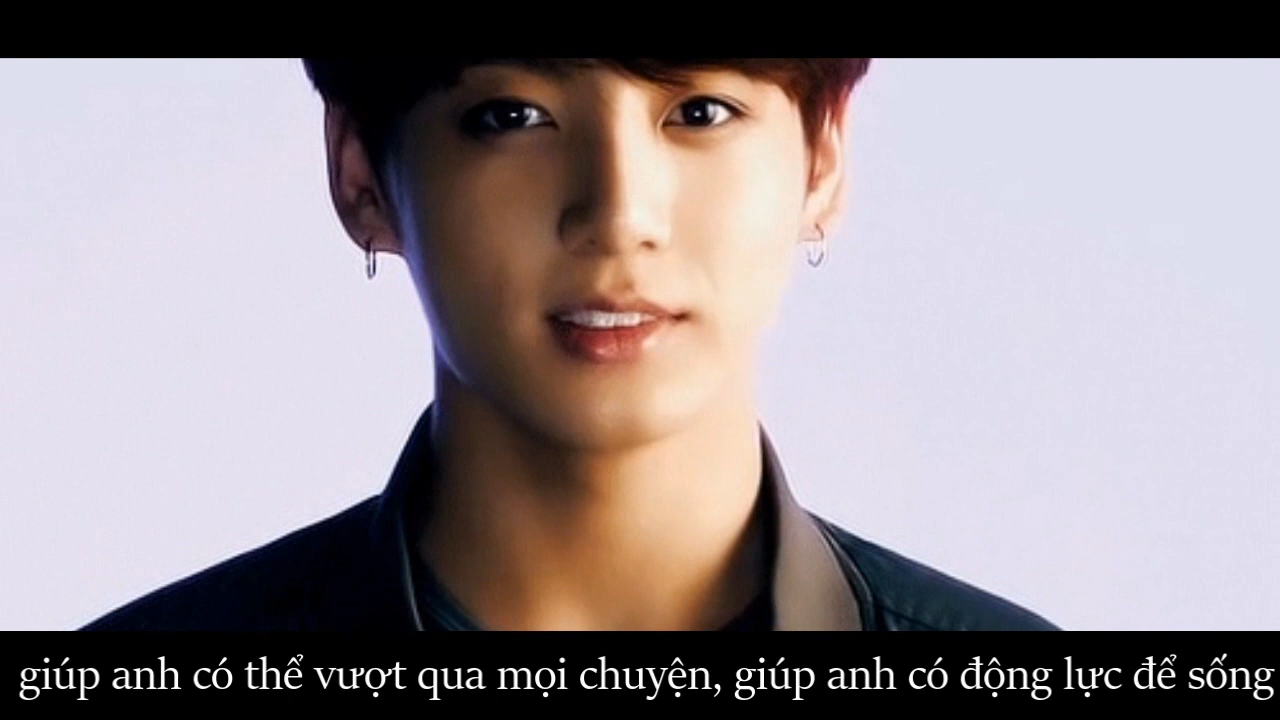 giúp anh có thể vượt qua mọi chuyện, giúp anh có động lực để sống